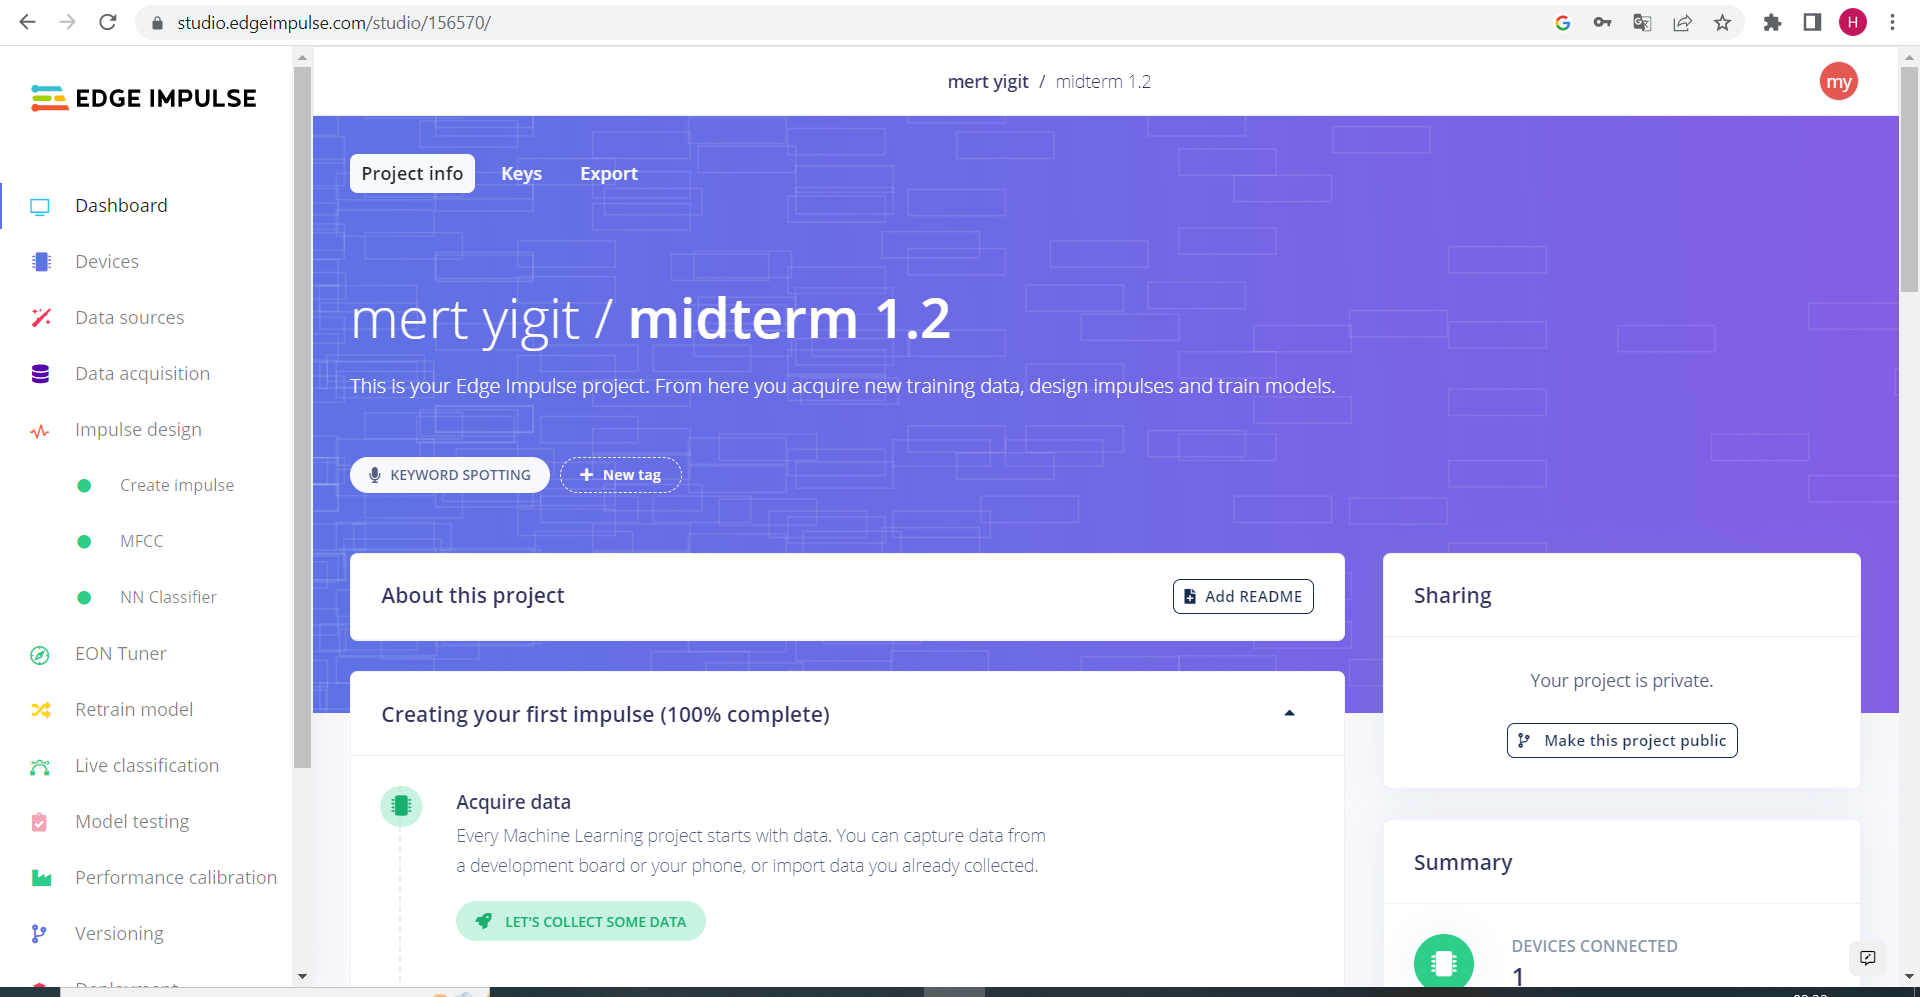 studio.edgeimpulse.com/studio/156570/
H
EDGE IMPULSE
mert yigit / midterm 1.2
my
Dashboard
Devices
Data sources
Data acquisition
Impulse design
Create impulse
MFCC
NN Classifier
EON Tuner
Retrain model
Live classification
Model testing
Performance calibration
Versioning
Project info
Keys
Export
mert yigit / midterm 1.2
This is your Edge Impulse project. From here you acquire new training data, design impulses and train models.
KEYWORD SPOTTING
+ New tag
About this project
Add README
Creating your first impulse (100% complete)
Acquire data
Every Machine Learning project starts with data. You can capture data from
a development board or your phone, or import data you already collected.
LET'S COLLECT SOME DATA
Sharing
Your project is private.
Make this project public
Summary
DEVICES CONNECTED
1